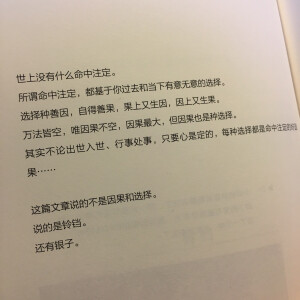 世上没有什么命中注定。
所谓命中注定，都基于你过去和当下有意无意的选择。
选择种善因，自得善果，果上又生因，因上又生果。
万法皆空，唯因果不空，因果最大，但因果也是种选择。
其实不论出世入世、行事处事，只要心是定的，每种选择都是命中注定的
果……
这篇文章说的不是因果和选择。
说的是铃铛。
还有银子。